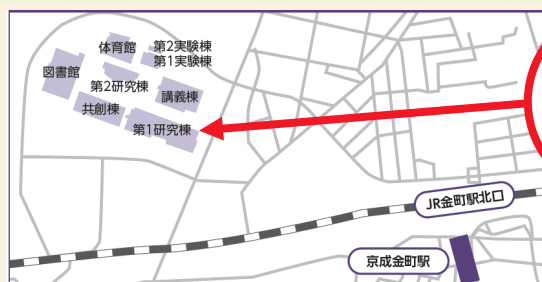 体育館
第2実験棟
第1実験棟
図書館
第2研究棟
講義棟
共創棟
第1研究棟
JR金町駅北口
京成金町駅